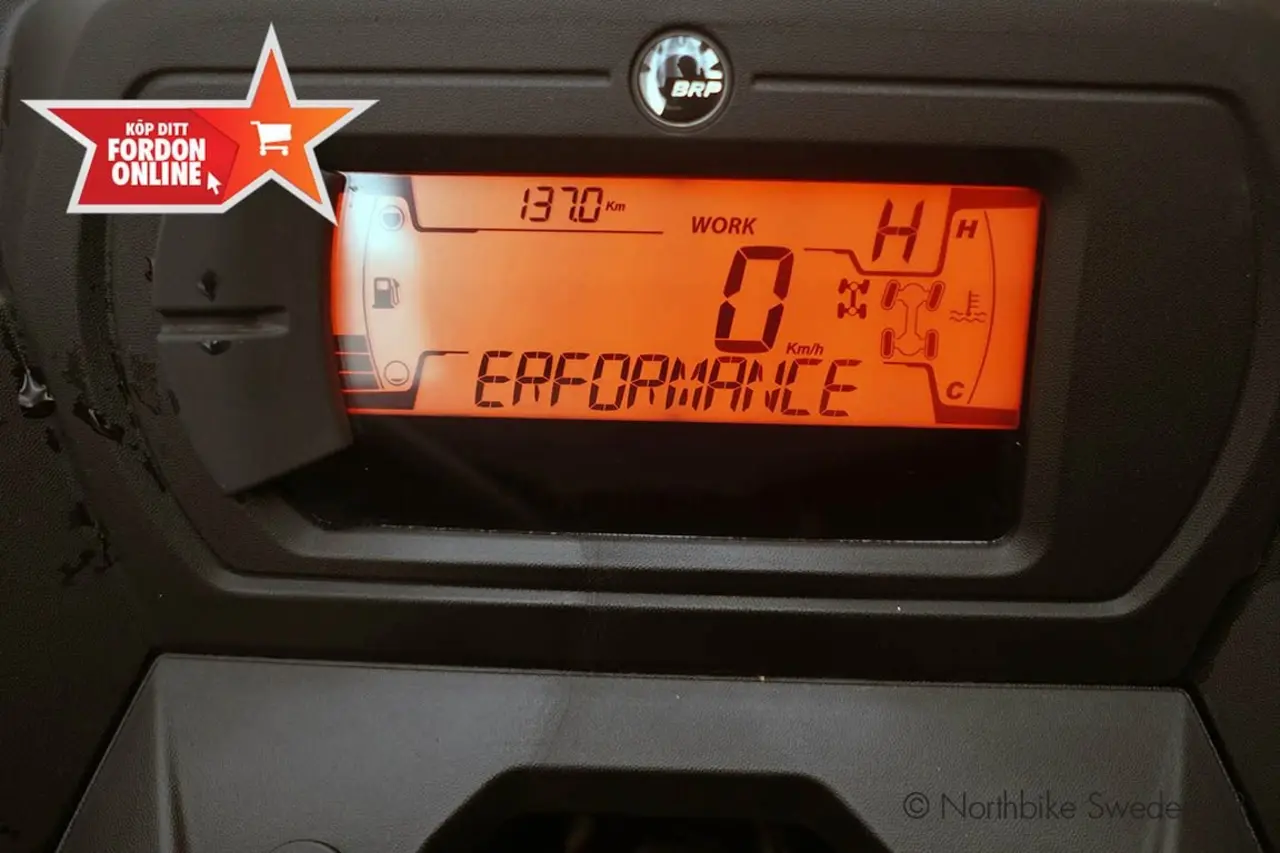 BRP
KÖP DITT
FORDON
ONLINE
137.0 Km
WORK
H
H
0
Km/h
ERFORMANCE
C
© Northbike Swede